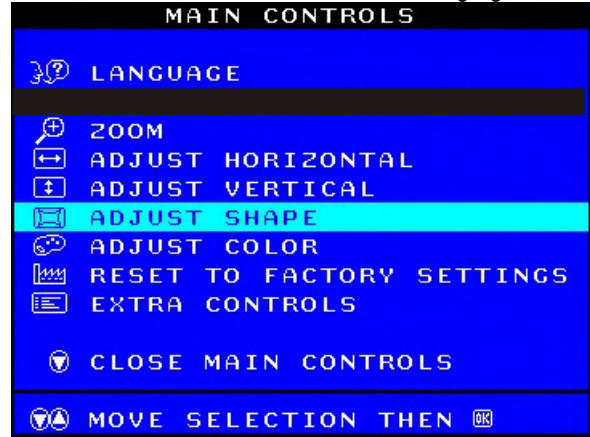 MAIN CONTROLS
LANGUAGE
ZOOM
ADJUST HORIZONTAL
ADJUST VERTICAL
ADJUST SHAPE
ADJUST COLOR
RESET TO FACTORY SETTINGS
EXTRA CONTROLS
CLOSE MAIN CONTROLS
MOVE SELECTION THEN OK